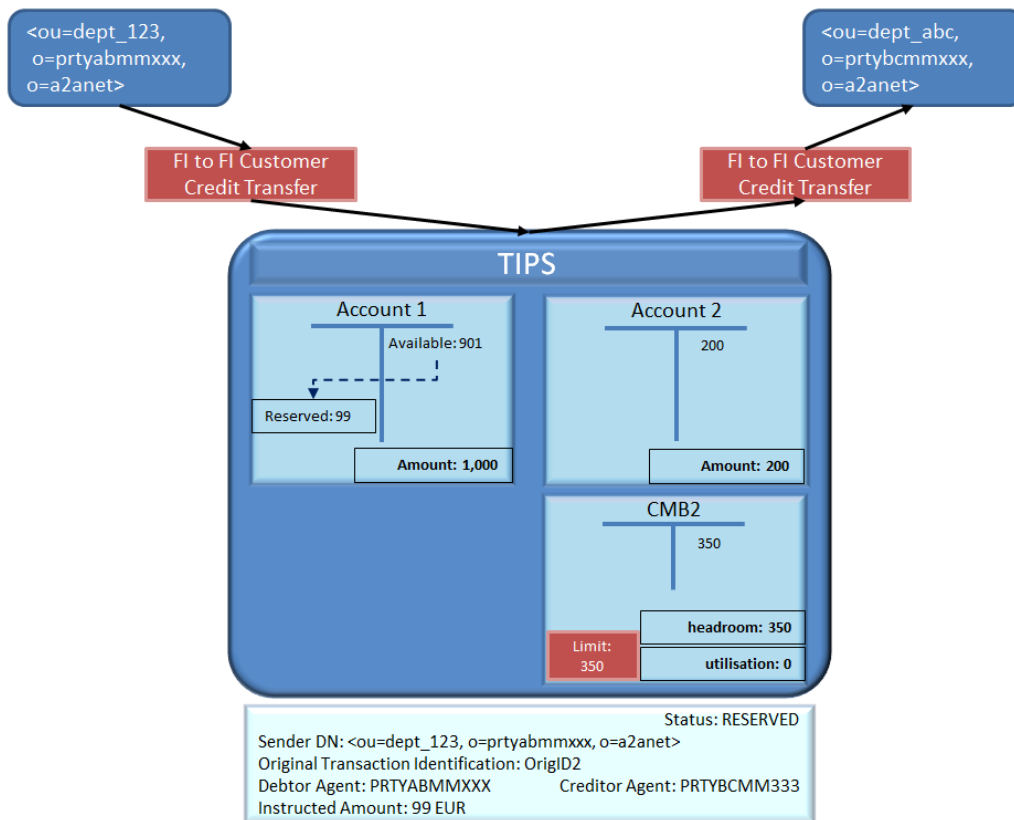 <ou=dept_123,
o=prtyabmmxxx,
o=a2anet>
<ou=dept_abc,
o=prtybcmmxxx,
o=a2anet>
FI to FI Customer
Credit Transfer
FI to FI Customer
Credit Transfer
TIPS
Account 1
Available: 901
Reserved: 99
Amount: 1,000
Account 2
200
Amount: 200
CMB2
350
headroom: 350
Limit:
350
utilisation: 0
Status: RESERVED
Sender DN: <ou=dept_123, o=prtyabmmxxx, o=a2anet>
Original Transaction Identification: OrigID2
Debtor Agent: PRTYABMMXXX Creditor Agent: PRTYBCMM333
Instructed Amount: 99 EUR